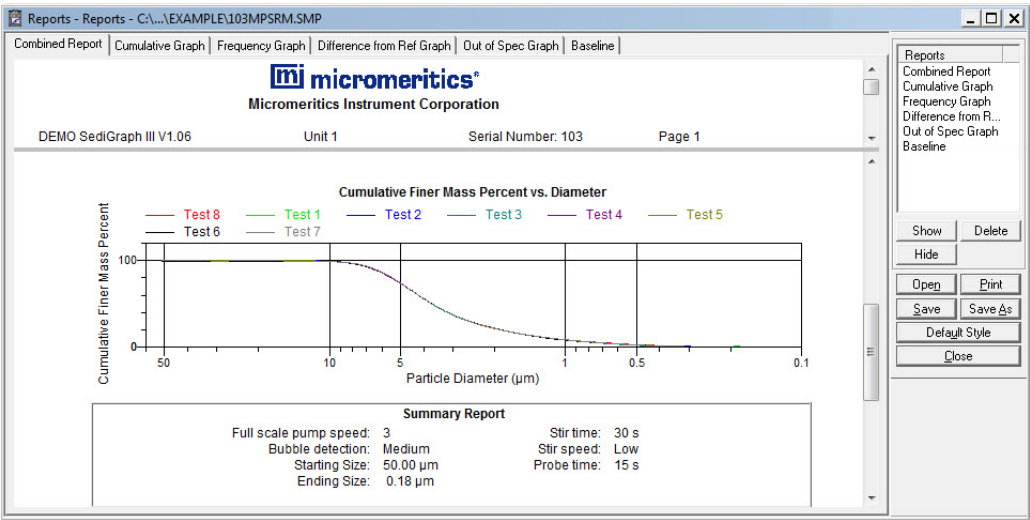 Reports - Reports - C:\...\EXAMPLE\103MPSRM.SMP
Combined Report Cumulative Graph Frequency Graph Difference from Ref Graph Out of Spec Graph Baseline
mi micromeritics®
Micromeritics Instrument Corporation
DEMO SediGraph III V1.06 Unit 1 Serial Number: 103 Page 1
Cumulative Finer Mass Percent vs. Diameter
Test 8 Test 1 Test 2 Test 3 Test 4 Test 5
Test 6 Test 7
Cumulative Finer Mass Percent
100
0
50 10 5 1 0.5 0.1
Particle Diameter (µm)
Summary Report
Full scale pump speed: 3 Stir time: 30 s
Bubble detection: Medium Stir speed: Low
Starting Size: 50.00 µm Probe time: 15 s
Ending Size: 0.18 µm
Reports
Combined Report
Cumulative Graph
Frequency Graph
Difference from R...
Out of Spec Graph
Baseline
Show Delete
Hide
Open Print
Save Save As
Default Style
Close